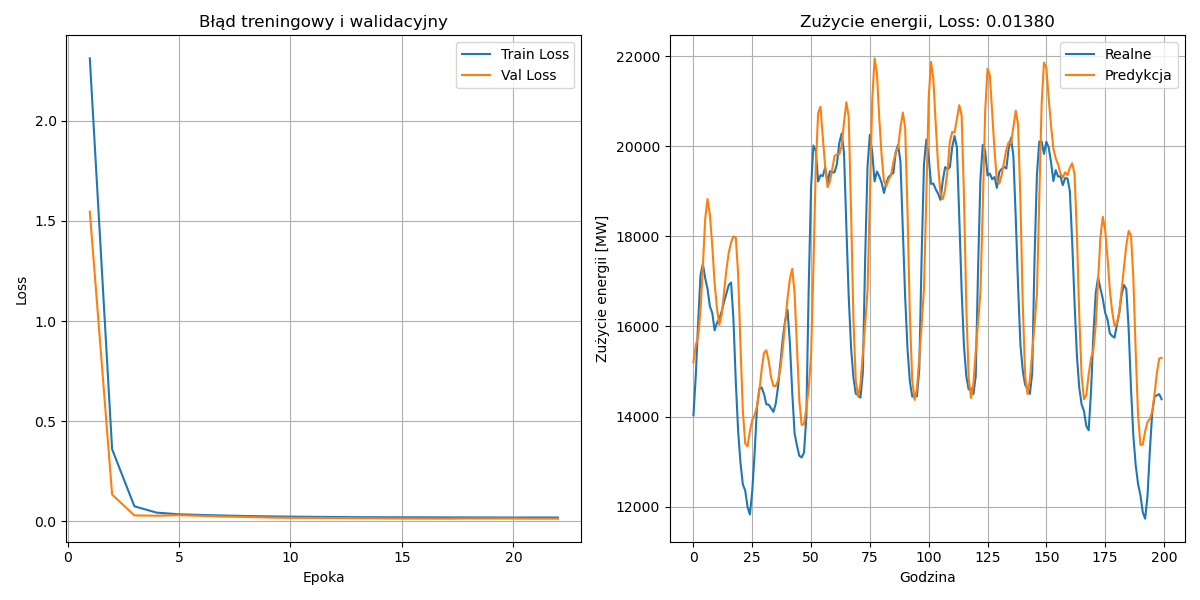 Błąd treningowy i walidacyjny
Train Loss
Val Loss
2.0
1.5
1.0
0.5
0.0
Loss
0
5
10
15
20
Epoka
Zużycie energii, Loss: 0.01380
Realne
Predykcja
22000
20000
18000
16000
14000
12000
Zużycie energii [MW]
0
25
50
75
100
125
150
175
200
Godzina